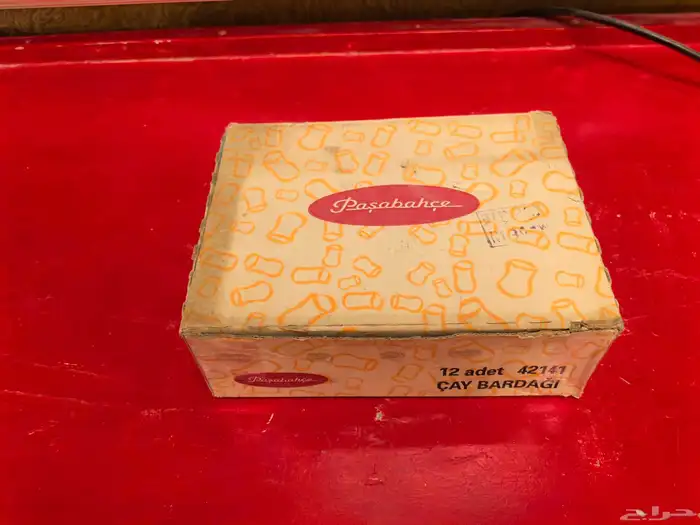 Paşabahçe
Paşabahçe
12 adet 42141
ÇAY BARDAĞI
حراج